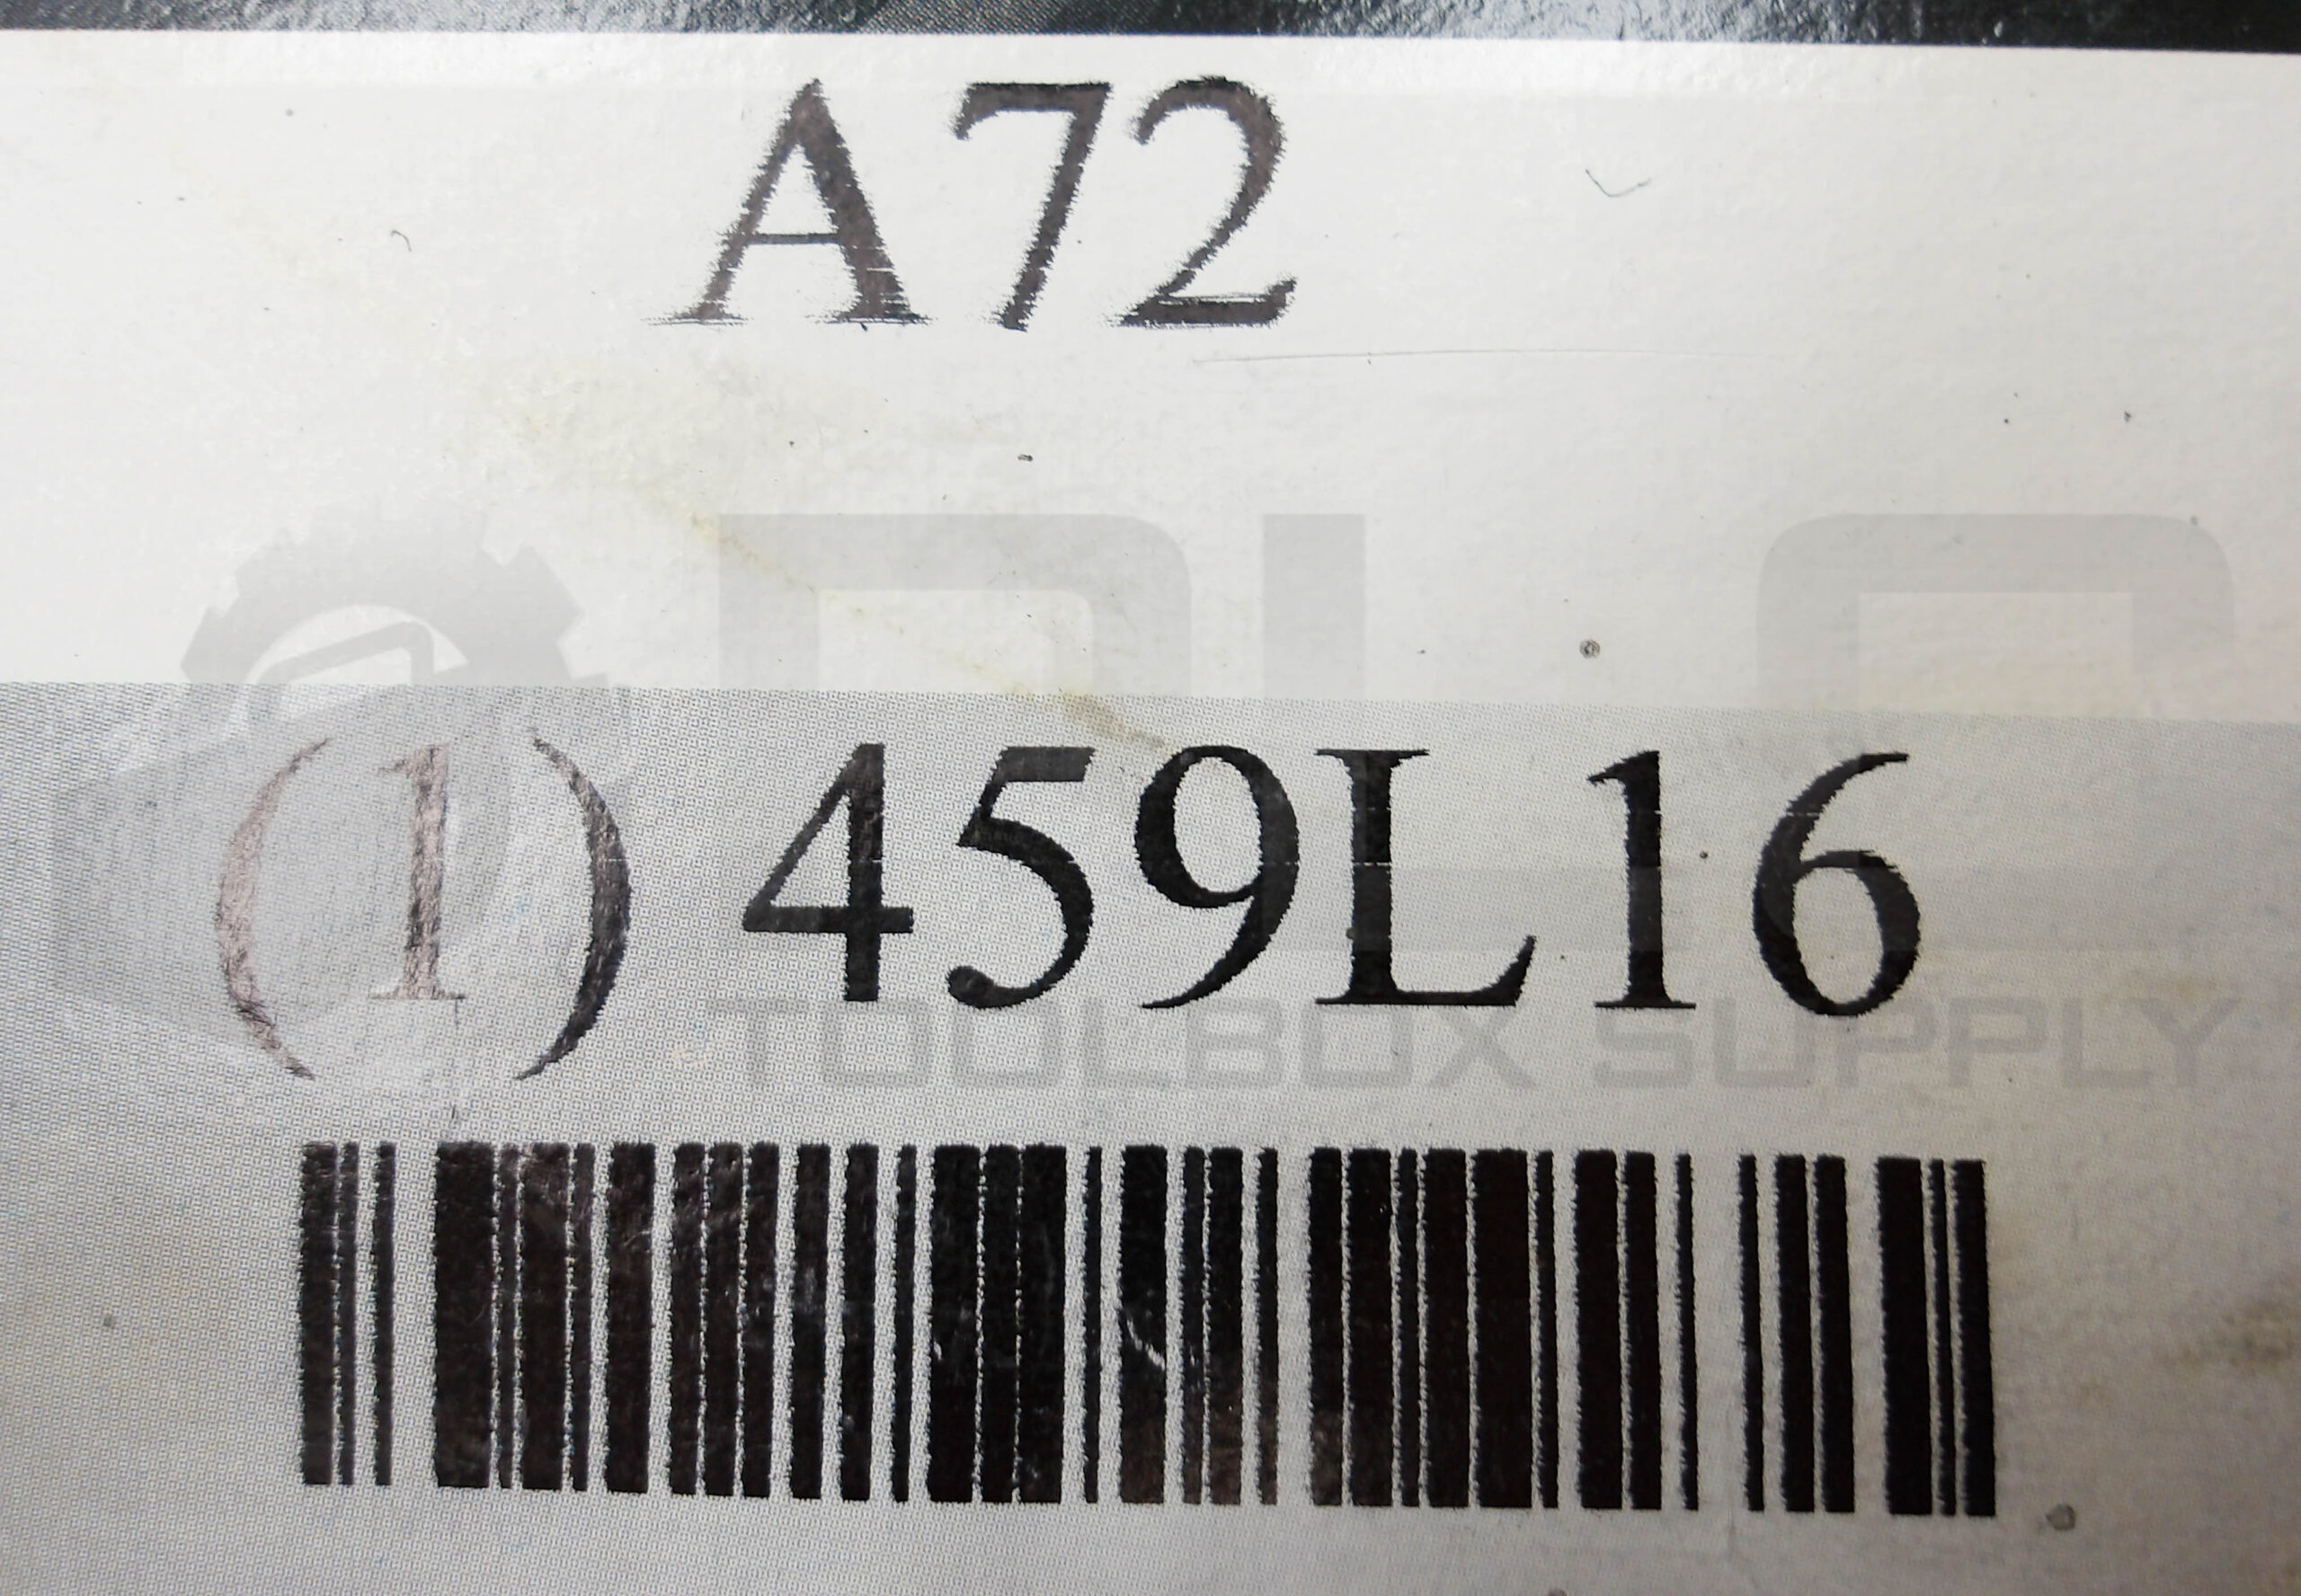 A72
(1) 459L16
TOOLBOX SUPPLY